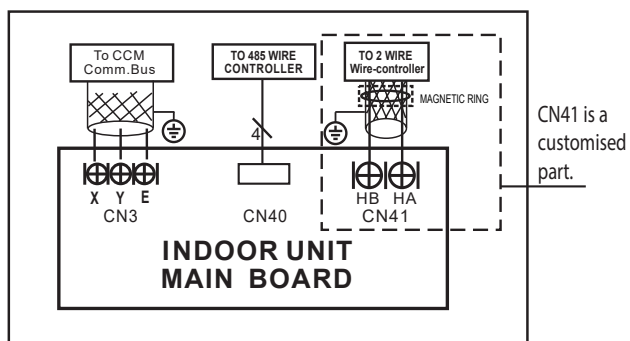 To CCM
Comm.Bus
TO 485 WIRE
CONTROLLER
TO 2 WIRE
Wire-controller
MAGNETIC RING
4
X Y E
CN3
CN40
HB HA
CN41
INDOOR UNIT
MAIN BOARD
CN41 is a
customised
part.